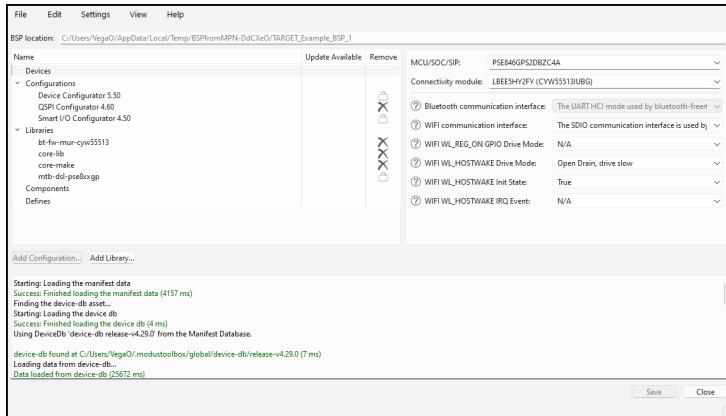 File Edit Settings View Help
BSP location: C:/Users/VegaO/AppData/Local/Temp/BSPfromMPN-DdCXeO/TARGET_Example_BSP_1
Name Update Available Remove
Devices
Configurations
Device Configurator 5.50
QSPI Configurator 4.60
Smart I/O Configurator 4.50
Libraries
bt-fw-mur-cyw55513
core-lib
core-make
mtb-dsl-pse8xxgp
Components
Defines
MCU/SOC/SIP: PSE846GPS2DBZC4A
Connectivity module: LBEE5HY2FY (CYW55513IUBG)
Bluetooth communication interface: The UART HCI mode used by bluetooth-freert
WIFI communication interface: The SDIO communication interface is used by
WIFI WL_REG_ON GPIO Drive Mode: N/A
WIFI WL_HOSTWAKE Drive Mode: Open Drain, drive slow
WIFI WL_HOSTWAKE Init State: True
WIFI WL_HOSTWAKE IRQ Event: N/A
Add Configuration... Add Library...
Starting: Loading the manifest data
Success: Finished loading the manifest data (4157 ms)
Finding the device-db asset...
Starting: Loading the device db
Success: Finished loading the device db (4 ms)
Using DeviceDb 'device-db release-v4.29.0' from the Manifest Database.
device-db found at C:/Users/VegaO/.modustoolbox/global/device-db/release-v4.29.0 (7 ms)
Loading data from device-db...
Data loaded from device-db (25672 ms)
Save Close